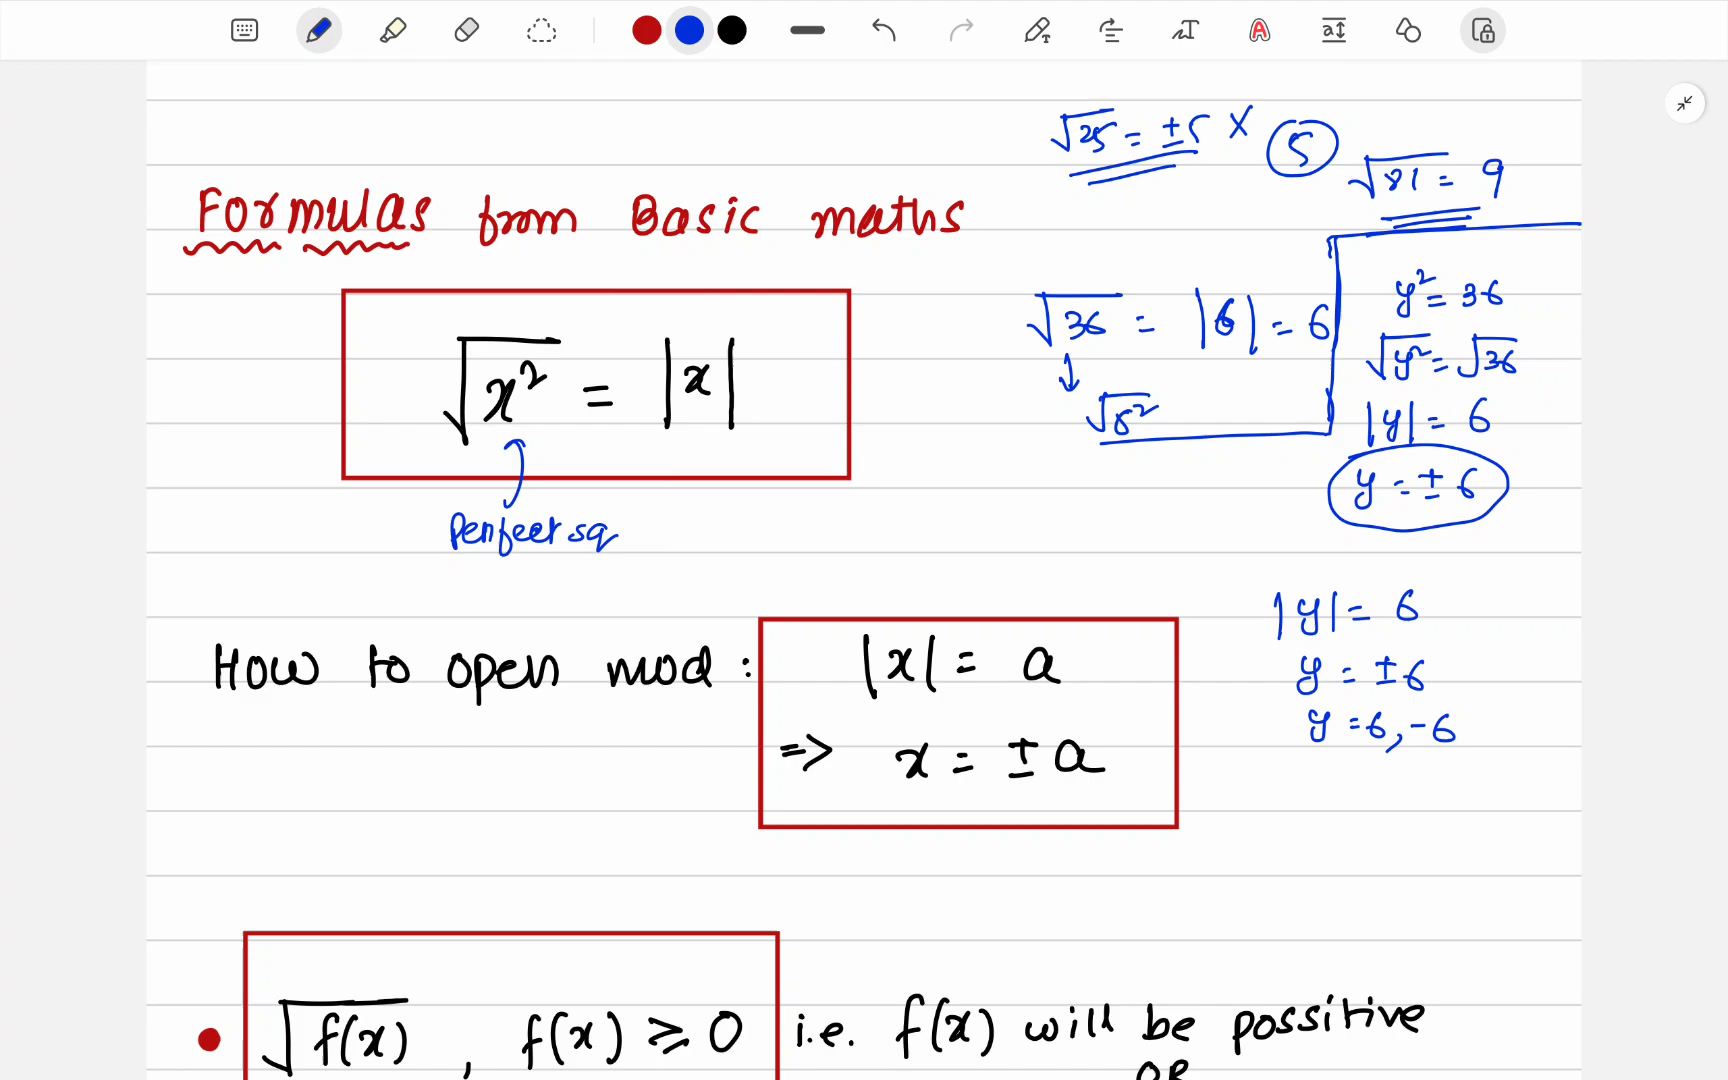 √25 = ±5 × 5
√81 = 9
Formulas from Basic maths
√x² = |x|
Perfect sq
√36 = |6| = 6
√6²
y² = 36
√y² = √36
|y| = 6
y = ± 6
How to open mod :
|x| = a
=> x = ± a
|y| = 6
y = ±6
y = 6, -6
• √f(x) , f(x) ⩾ 0 i.e. f(x) will be possitive
OR